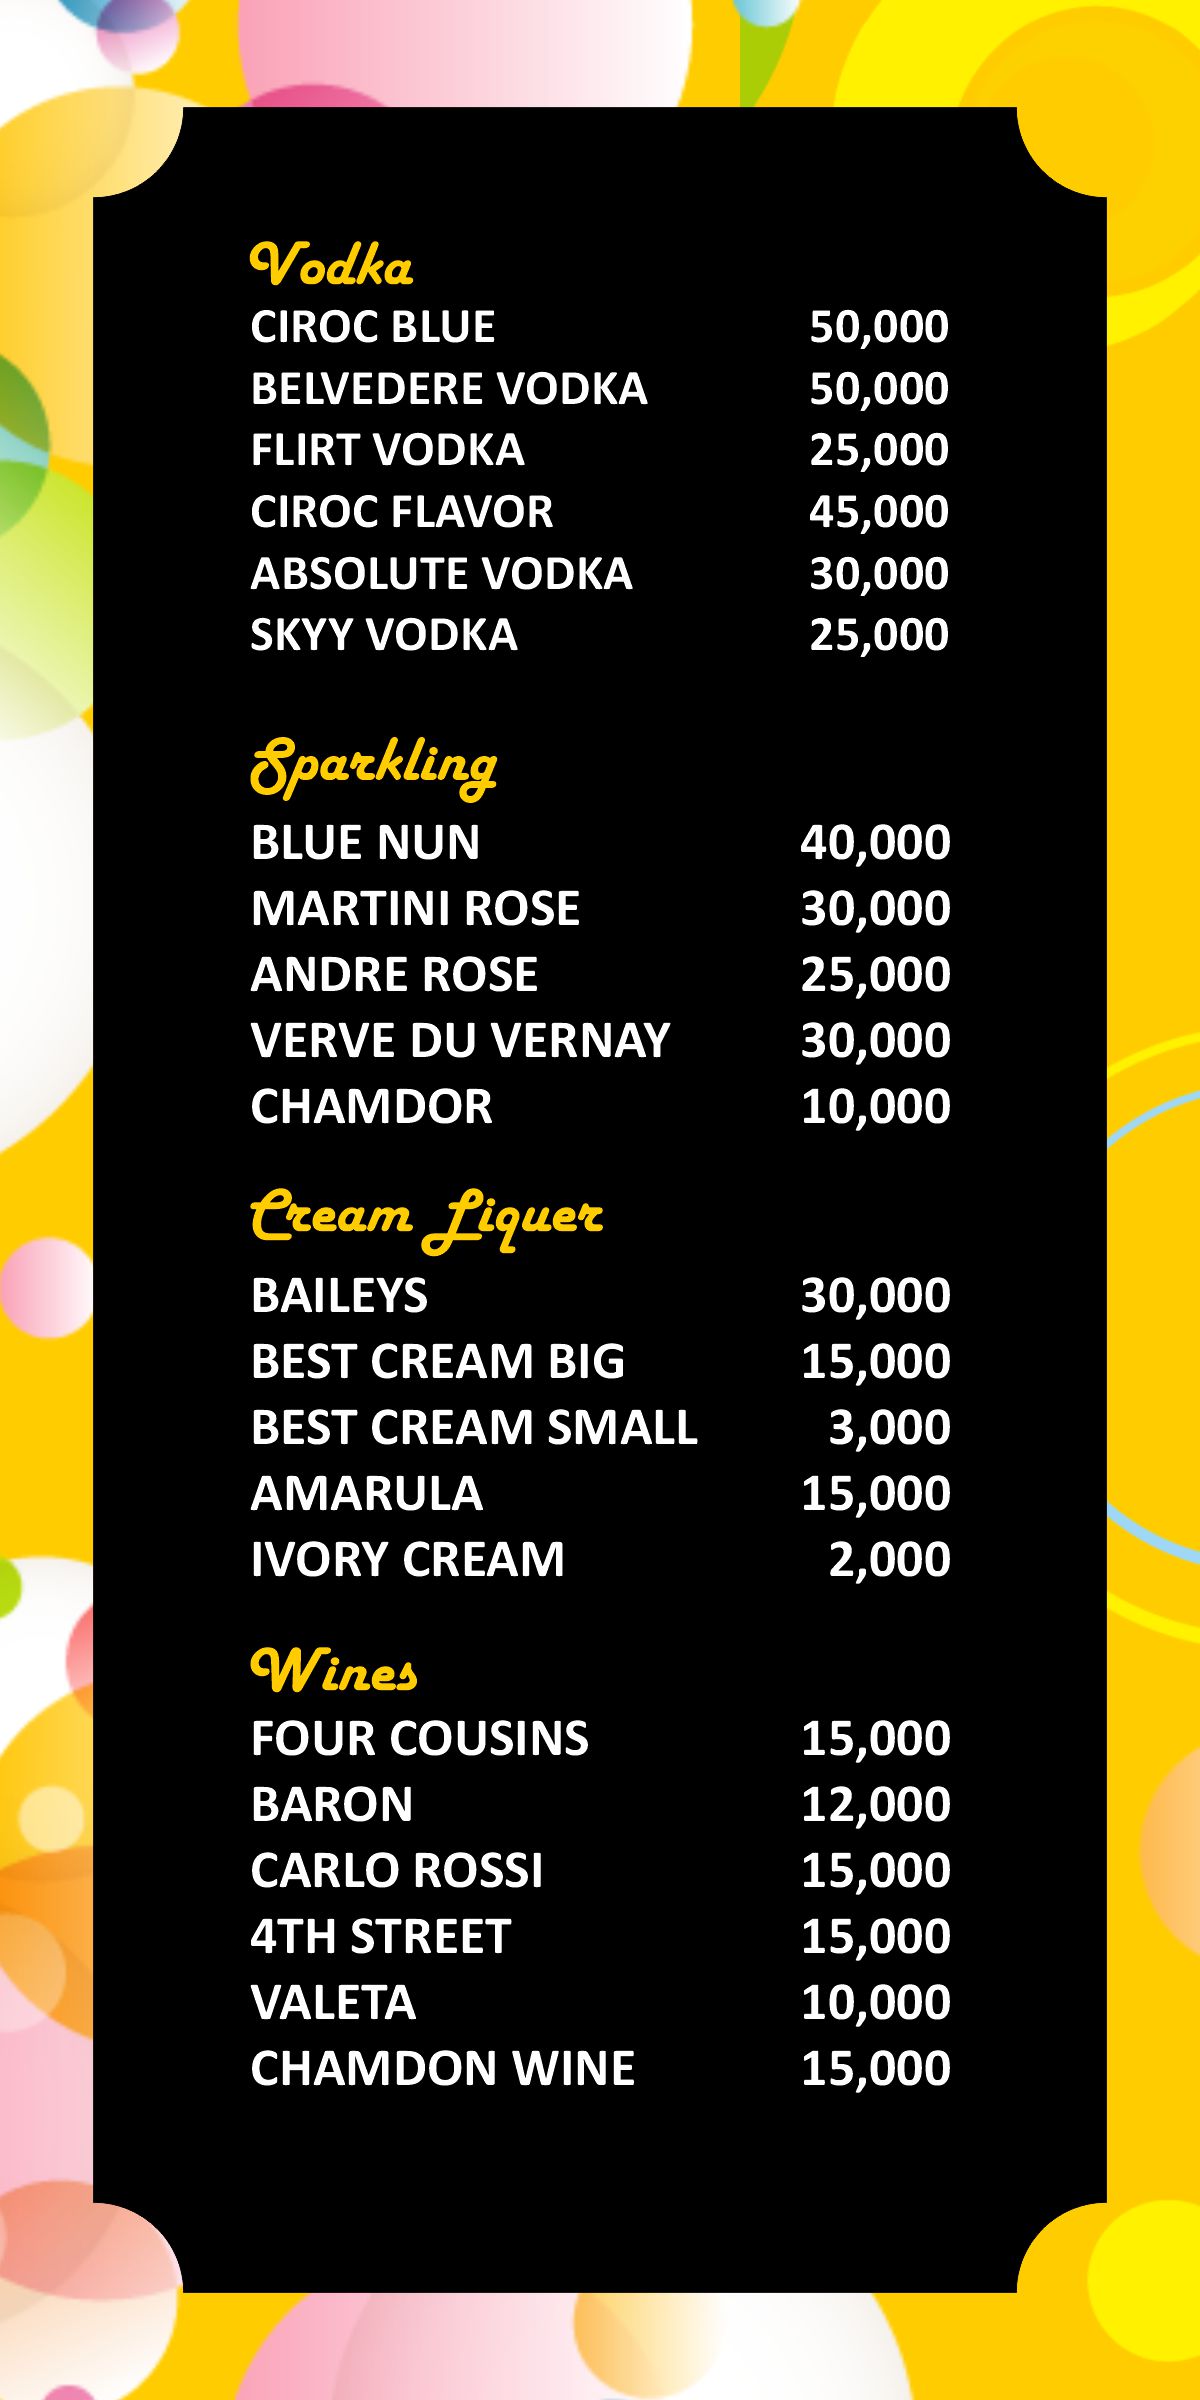 Vodka
CIROC BLUE 50,000
BELVEDERE VODKA 50,000
FLIRT VODKA 25,000
CIROC FLAVOR 45,000
ABSOLUTE VODKA 30,000
SKYY VODKA 25,000
Sparkling
BLUE NUN 40,000
MARTINI ROSE 30,000
ANDRE ROSE 25,000
VERVE DU VERNAY 30,000
CHAMDOR 10,000
Cream Liquer
BAILEYS 30,000
BEST CREAM BIG 15,000
BEST CREAM SMALL 3,000
AMARULA 15,000
IVORY CREAM 2,000
Wines
FOUR COUSINS 15,000
BARON 12,000
CARLO ROSSI 15,000
4TH STREET 15,000
VALETA 10,000
CHAMDON WINE 15,000